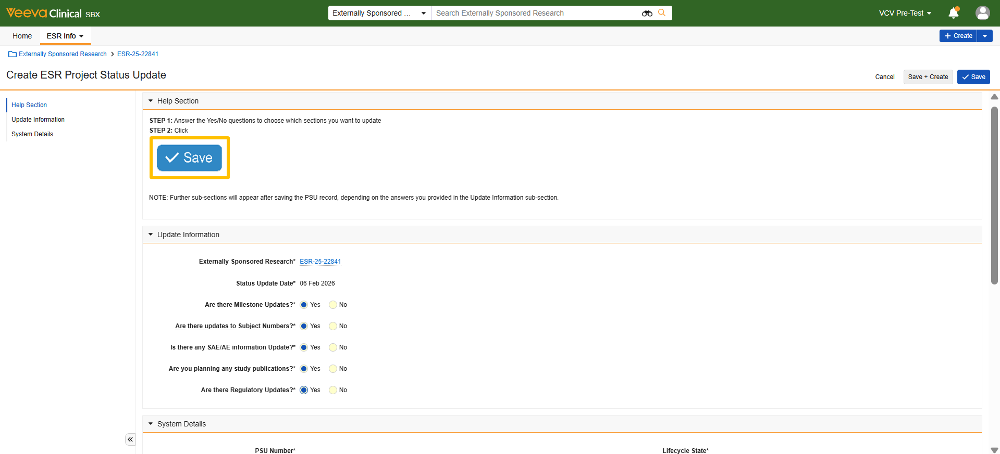 Veeva Clinical SBX
Externally Sponsored ...
Search Externally Sponsored Research
VCV Pre-Test
Home
ESR Info
+ Create
Externally Sponsored Research > ESR-25-22841
Create ESR Project Status Update
Cancel
Save + Create
Save
Help Section
Update Information
System Details
Help Section
STEP 1: Answer the Yes/No questions to choose which sections you want to update
STEP 2: Click
Save
NOTE: Further sub-sections will appear after saving the PSU record, depending on the answers you provided in the Update Information sub-section.
Update Information
Externally Sponsored Research* ESR-25-22841
Status Update Date* 06 Feb 2026
Are there Milestone Updates?* Yes No
Are there updates to Subject Numbers?* Yes No
Is there any SAE/AE information Update?* Yes No
Are you planning any study publications?* Yes No
Are there Regulatory Updates?* Yes No
System Details
PSU Number*
Lifecycle State*